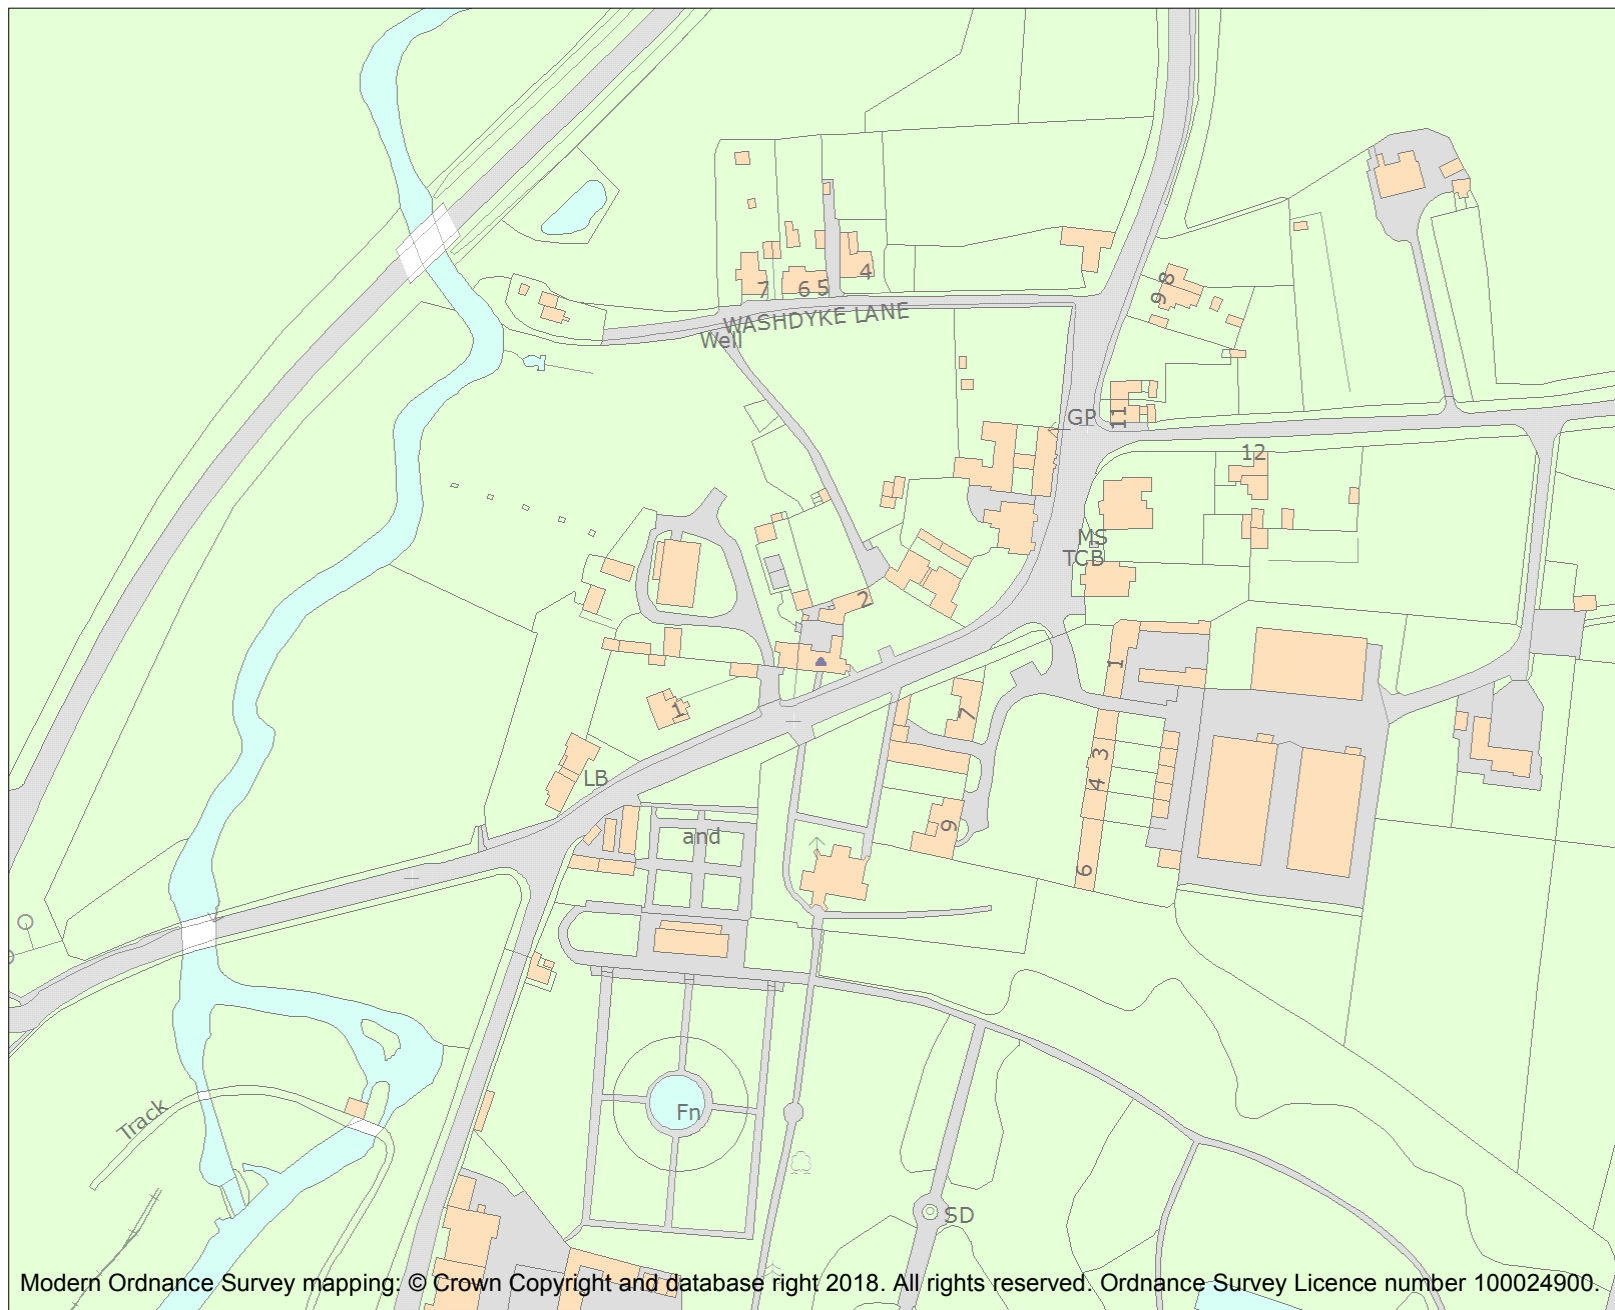 4
7
6
5
8
9
WASHDYKE LANE
Well
GP
11
12
MS
TCB
2
1
1
7
LB
3
4
and
9
6
Fn
Track
SD
Modern Ordnance Survey mapping: © Crown Copyright and database right 2018. All rights reserved. Ordnance Survey Licence number 100024900.